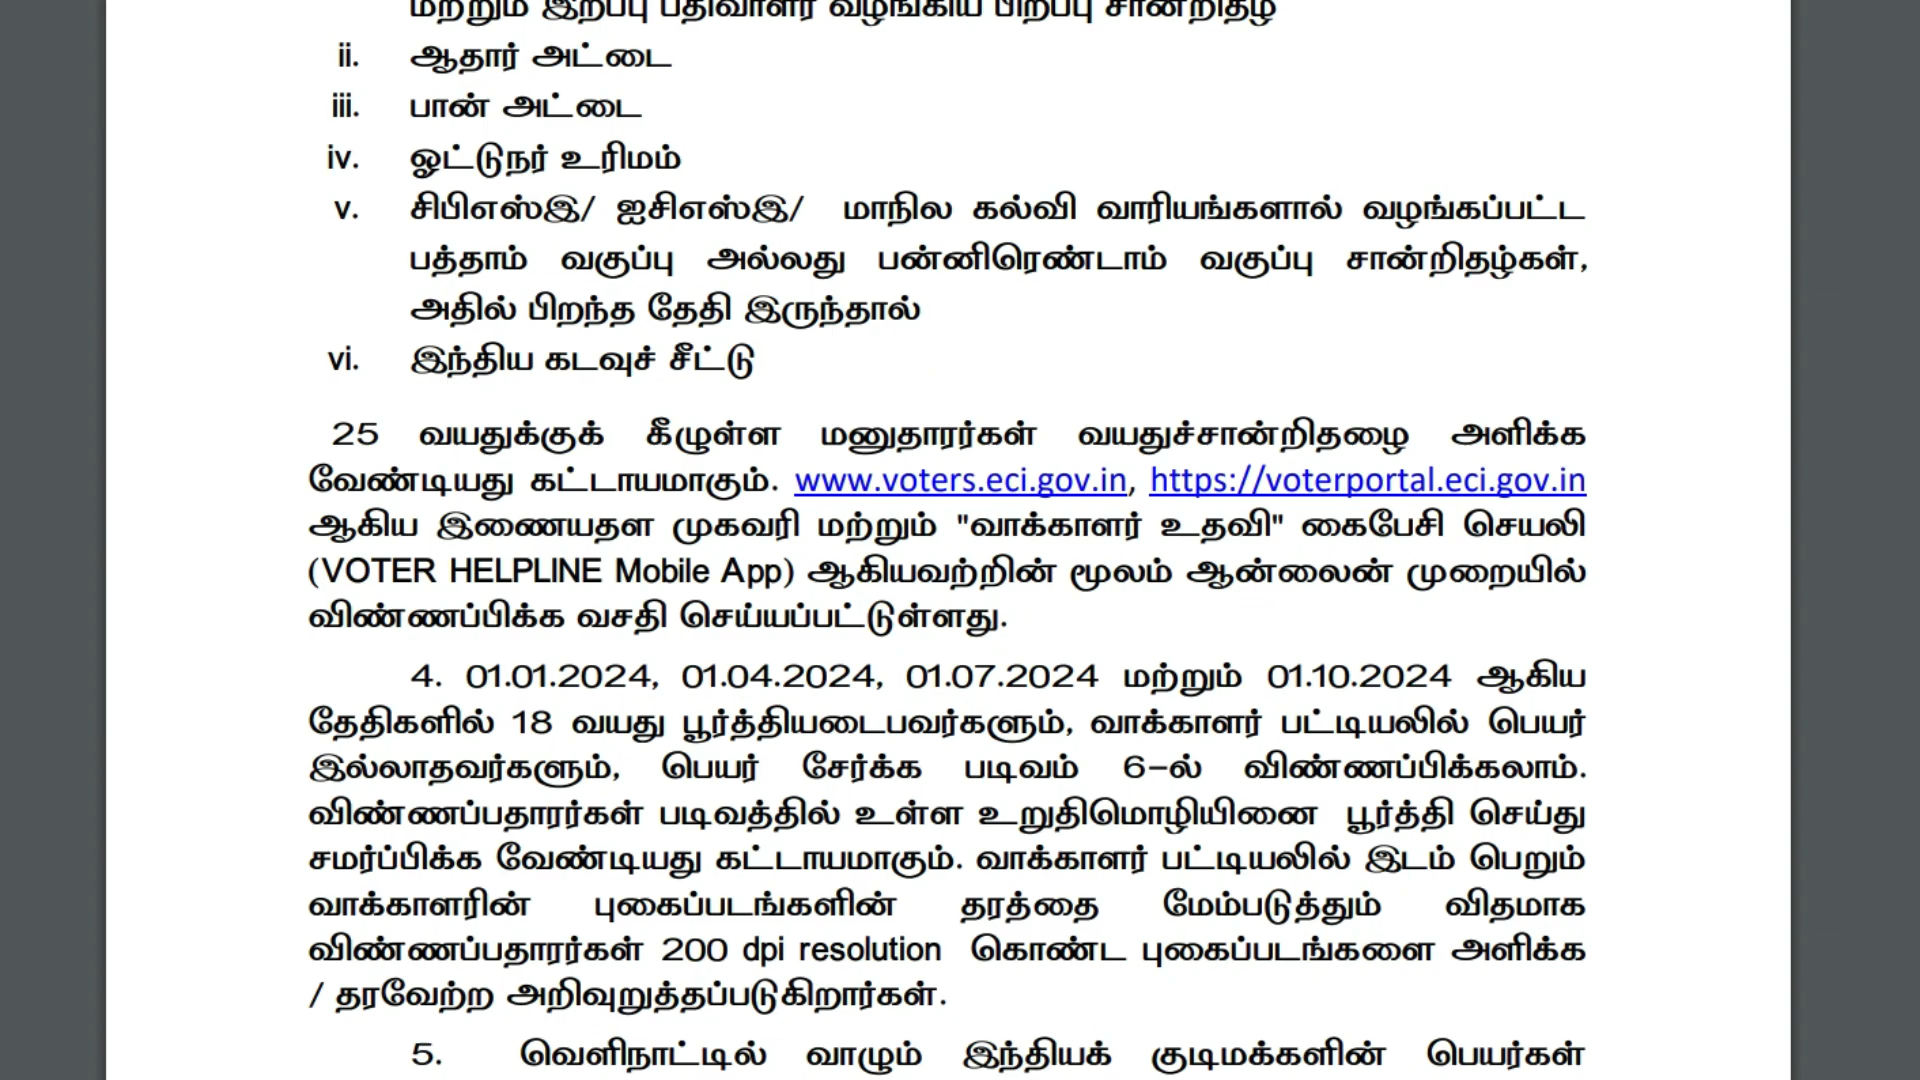 மற்றும் இறப்பு பதிவாளர் வழங்கிய பிறப்பு சான்றிதழ்
ii. ஆதார் அட்டை
iii. பான் அட்டை
iv. ஓட்டுநர் உரிமம்
v. சிபிஎஸ்இ/ ஐசிஎஸ்இ/ மாநில கல்வி வாரியங்களால் வழங்கப்பட்ட
பத்தாம் வகுப்பு அல்லது பன்னிரெண்டாம் வகுப்பு சான்றிதழ்கள்,
அதில் பிறந்த தேதி இருந்தால்
vi. இந்திய கடவுச் சீட்டு
25 வயதுக்குக் கீழுள்ள மனுதாரர்கள் வயதுச்சான்றிதழை அளிக்க
வேண்டியது கட்டாயமாகும். www.voters.eci.gov.in, https://voterportal.eci.gov.in
ஆகிய இணையதள முகவரி மற்றும் "வாக்காளர் உதவி" கைபேசி செயலி
(VOTER HELPLINE Mobile App) ஆகியவற்றின் மூலம் ஆன்லைன் முறையில்
விண்ணப்பிக்க வசதி செய்யப்பட்டுள்ளது.
4. 01.01.2024, 01.04.2024, 01.07.2024 மற்றும் 01.10.2024 ஆகிய
தேதிகளில் 18 வயது பூர்த்தியடைபவர்களும், வாக்காளர் பட்டியலில் பெயர்
இல்லாதவர்களும், பெயர் சேர்க்க படிவம் 6–ல் விண்ணப்பிக்கலாம்.
விண்ணப்பதாரர்கள் படிவத்தில் உள்ள உறுதிமொழியினை பூர்த்தி செய்து
சமர்ப்பிக்க வேண்டியது கட்டாயமாகும். வாக்காளர் பட்டியலில் இடம் பெறும்
வாக்காளரின் புகைப்படங்களின் தரத்தை மேம்படுத்தும் விதமாக
விண்ணப்பதாரர்கள் 200 dpi resolution கொண்ட புகைப்படங்களை அளிக்க
/ தரவேற்ற அறிவுறுத்தப்படுகிறார்கள்.
5. வெளிநாட்டில் வாழும் இந்தியக் குடிமக்களின் பெயர்கள்